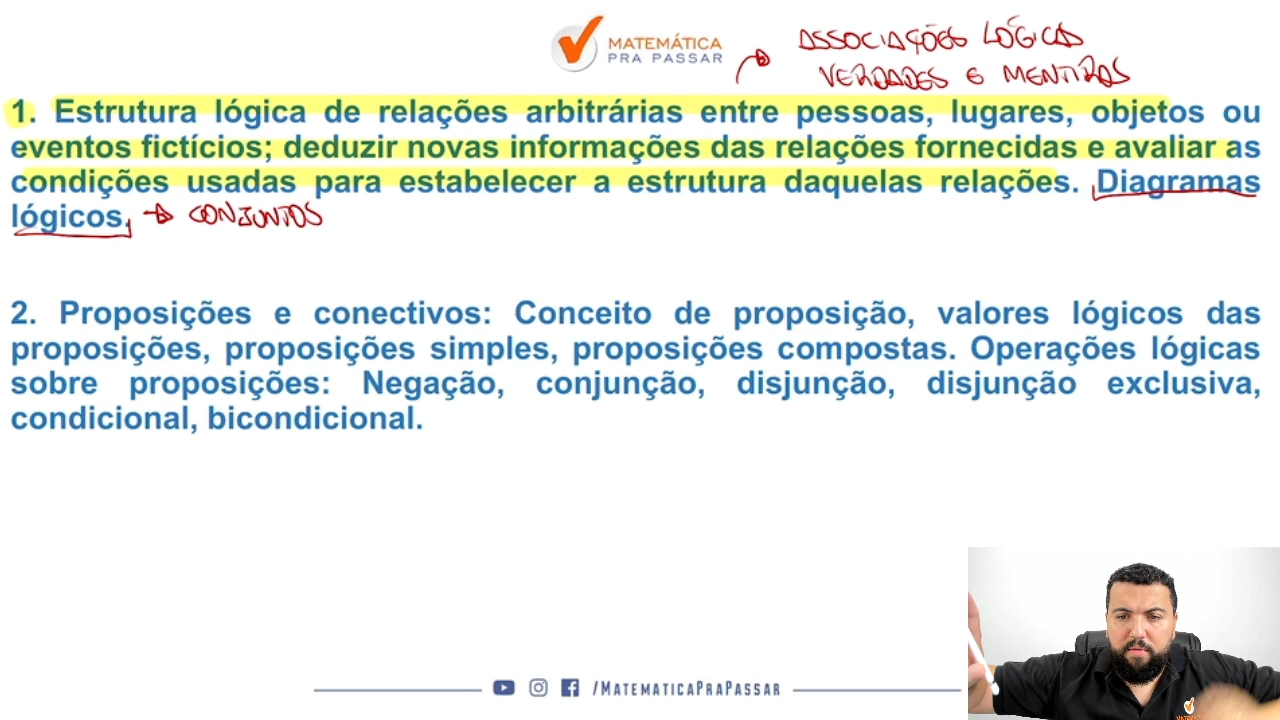 MATEMÁTICA
PRA PASSAR
ASSOCIAÇÕES LÓGICAS
VERDADES E MENTIRAS
1. Estrutura lógica de relações arbitrárias entre pessoas, lugares, objetos ou
eventos fictícios; deduzir novas informações das relações fornecidas e avaliar as
condições usadas para estabelecer a estrutura daquelas relações. Diagramas
lógicos. → CONJUNTOS
2. Proposições e conectivos: Conceito de proposição, valores lógicos das
proposições, proposições simples, proposições compostas. Operações lógicas
sobre proposições: Negação, conjunção, disjunção, disjunção exclusiva,
condicional, bicondicional.
/MATEMATICAPRAPASSAR